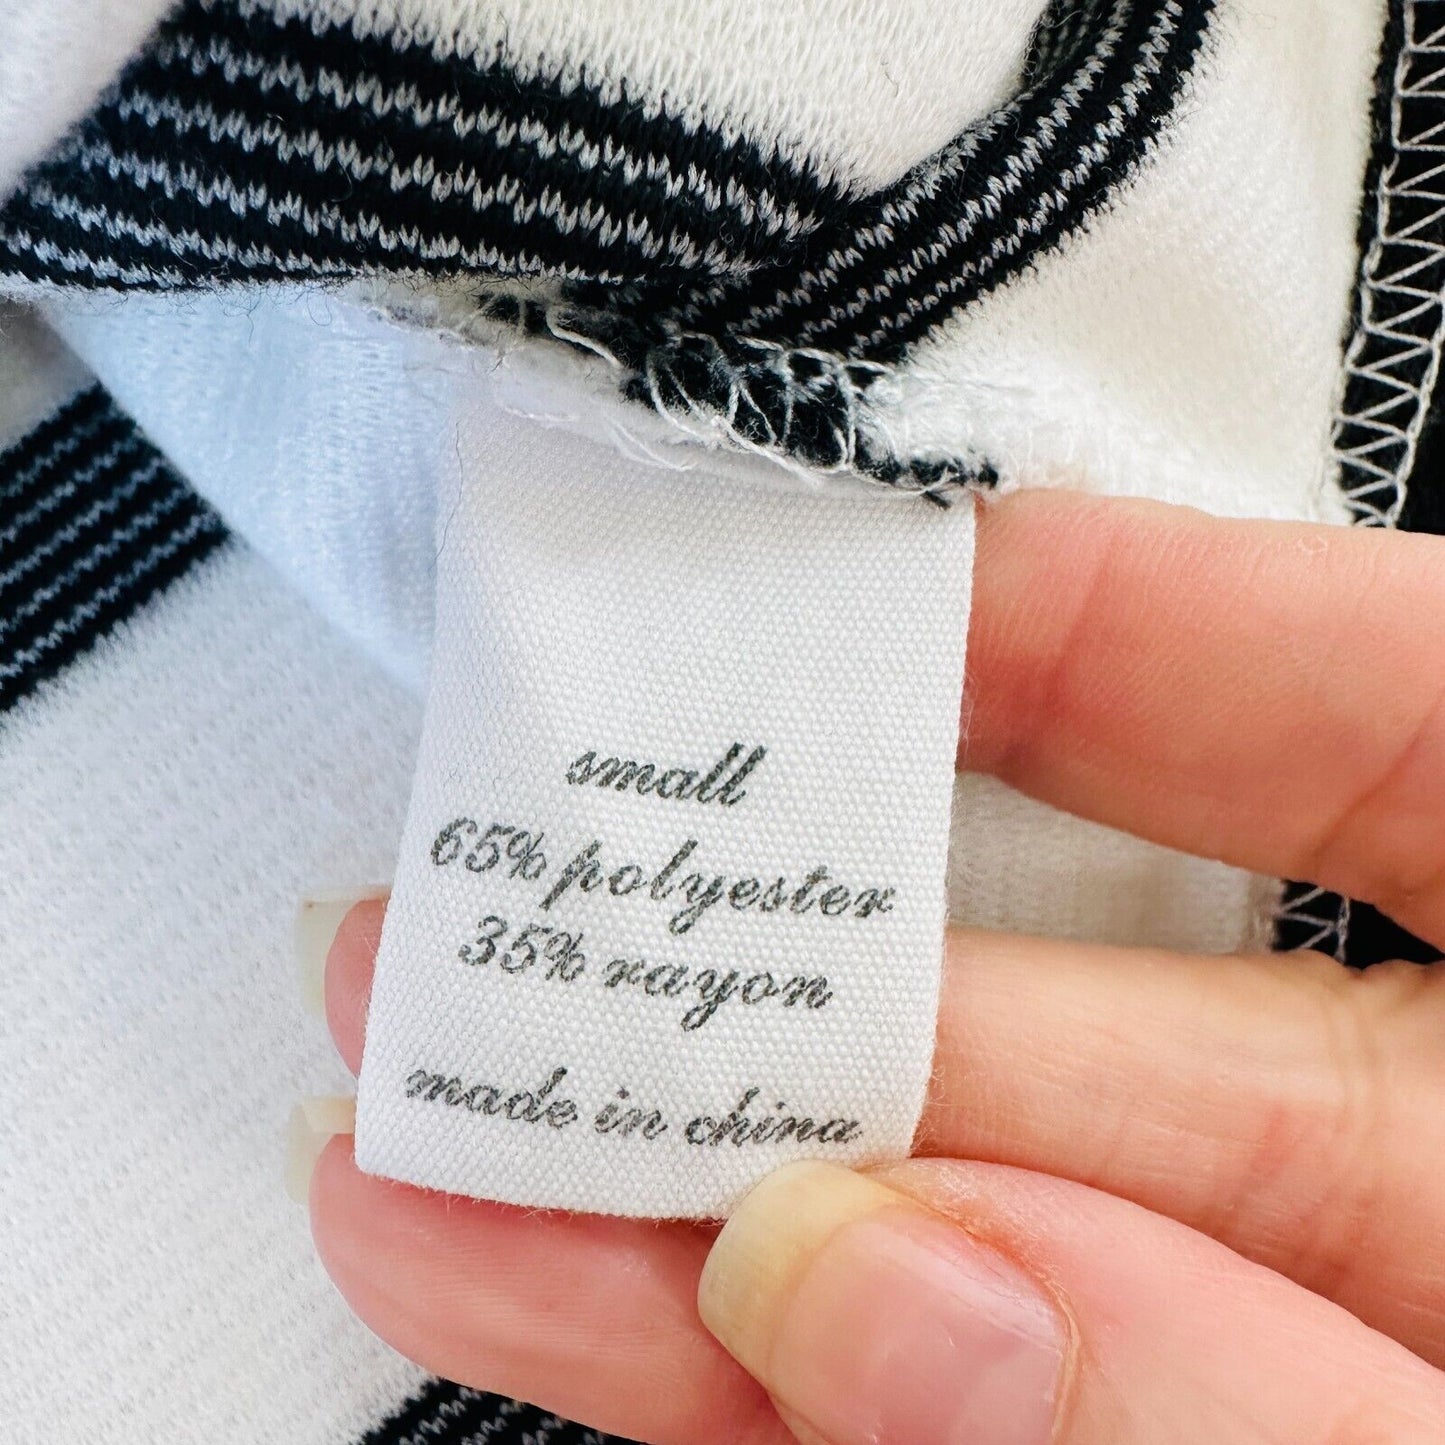 small
65% polyester
35% rayon
made in china